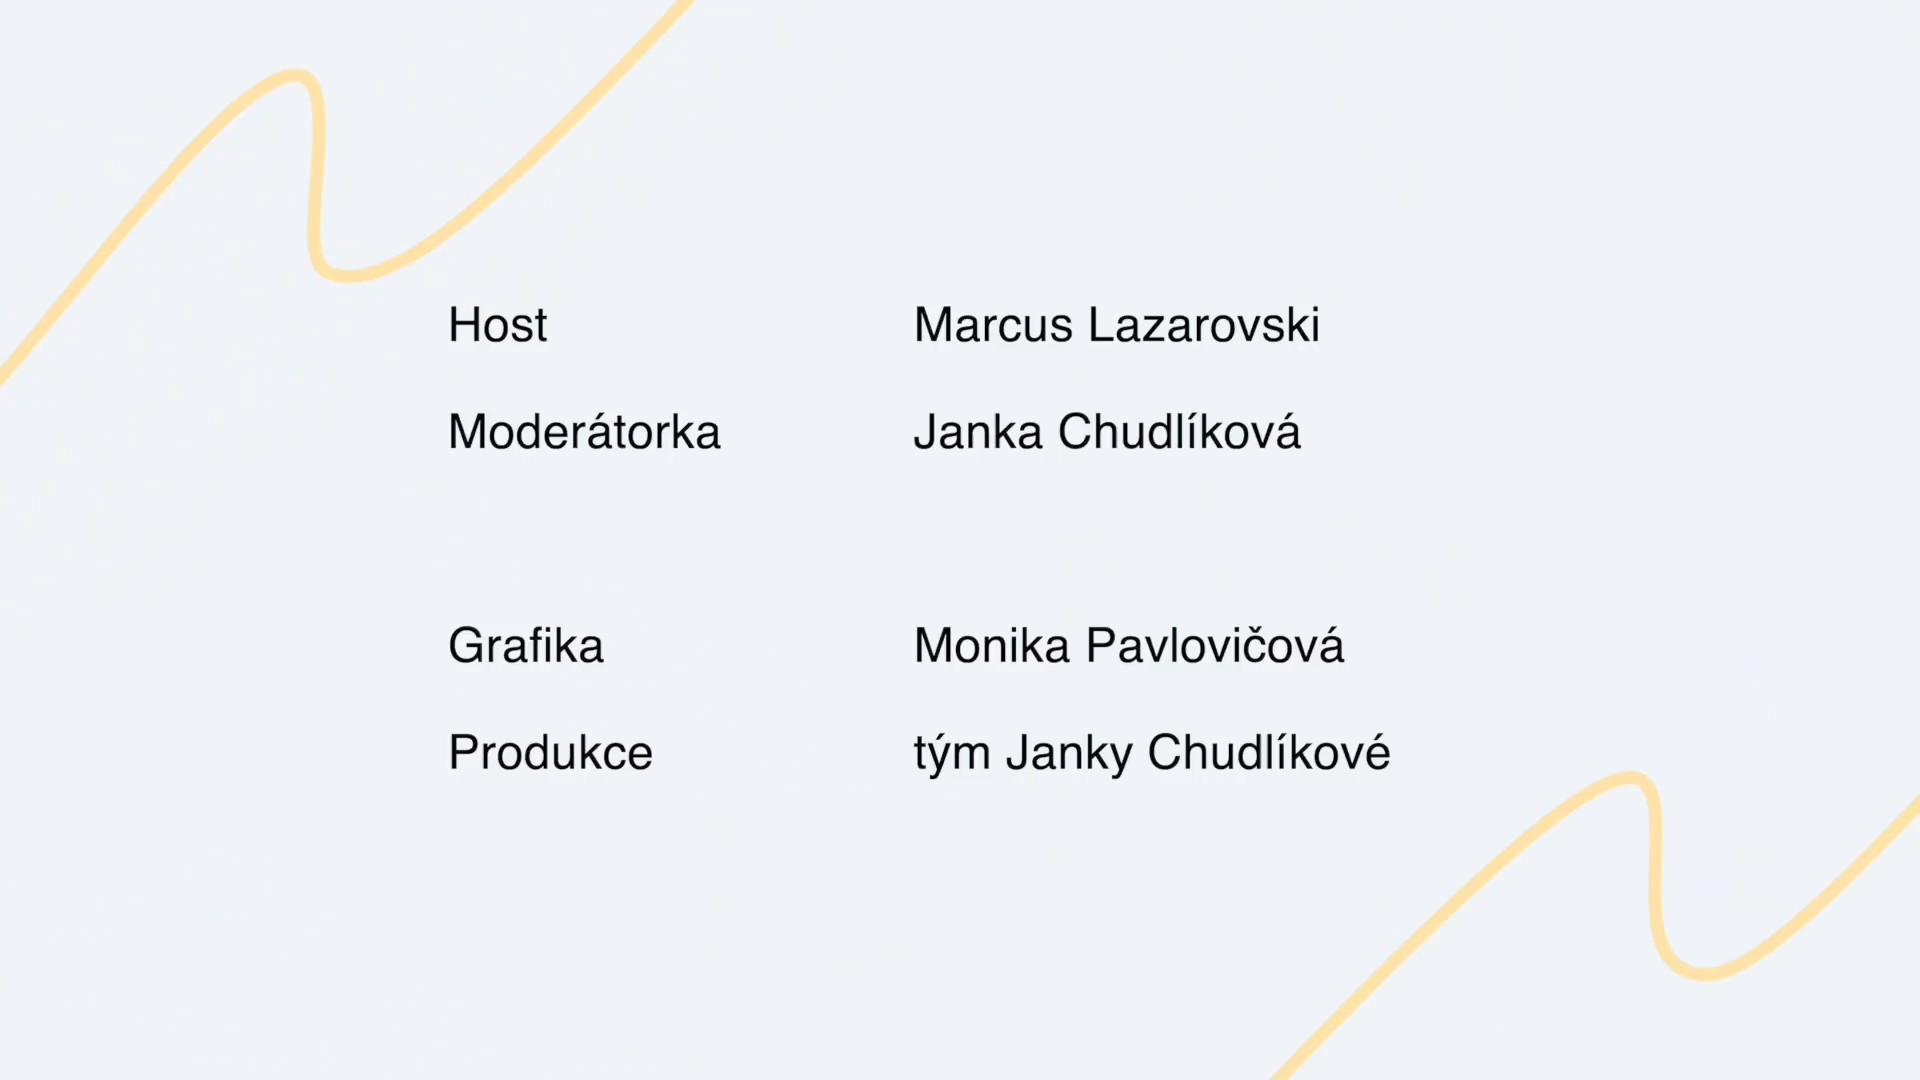 Host Marcus Lazarovski
Moderátorka Janka Chudlíková
Grafika Monika Pavlovičová
Produkce tým Janky Chudlíkové